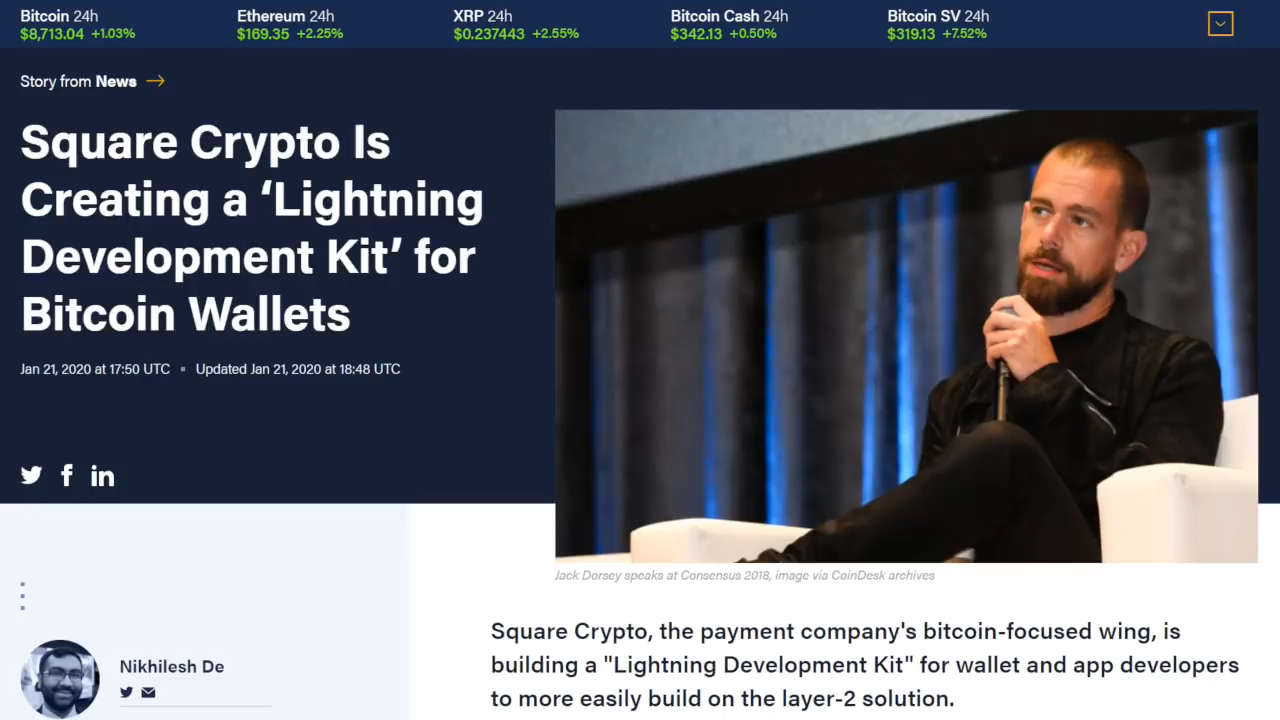 Bitcoin 24h
$8,713.04 +1.03%
Ethereum 24h
$169.35 +2.25%
XRP 24h
$0.237443 +2.55%
Bitcoin Cash 24h
$342.13 +0.50%
Bitcoin SV 24h
$319.13 +7.52%
Story from News
Square Crypto Is
Creating a ‘Lightning
Development Kit’ for
Bitcoin Wallets
Jan 21, 2020 at 17:50 UTC ▪ Updated Jan 21, 2020 at 18:48 UTC
Jack Dorsey speaks at Consensus 2018, image via CoinDesk archives
Nikhilesh De
Square Crypto, the payment company's bitcoin-focused wing, is
building a "Lightning Development Kit" for wallet and app developers
to more easily build on the layer-2 solution.